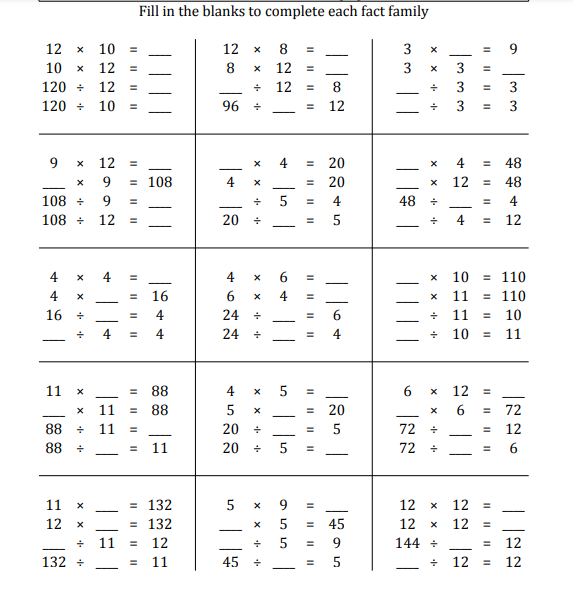 Fill in the blanks to complete each fact family
12 × 10 = ___ 12 × 8 = ___ 3 × ___ = 9
10 × 12 = ___ 8 × 12 = ___ 3 × 3 = ___
120 ÷ 12 = ___ ___ ÷ 12 = 8 ___ ÷ 3 = 3
120 ÷ 10 = ___ 96 ÷ ___ = 12 ___ ÷ 3 = 3
9 × 12 = ___ ___ × 4 = 20 ___ × 4 = 48
___ × 9 = 108 4 × ___ = 20 ___ × 12 = 48
108 ÷ 9 = ___ ___ ÷ 5 = 4 48 ÷ ___ = 4
108 ÷ 12 = ___ 20 ÷ ___ = 5 ___ ÷ 4 = 12
4 × 4 = ___ 4 × 6 = ___ ___ × 10 = 110
4 × ___ = 16 6 × 4 = ___ ___ × 11 = 110
16 ÷ ___ = 4 24 ÷ ___ = 6 ___ ÷ 11 = 10
___ ÷ 4 = 4 24 ÷ ___ = 4 ___ ÷ 10 = 11
11 × ___ = 88 4 × 5 = ___ 6 × 12 = ___
___ × 11 = 88 5 × ___ = 20 ___ × 6 = 72
88 ÷ 11 = ___ 20 ÷ ___ = 5 72 ÷ ___ = 12
88 ÷ ___ = 11 20 ÷ 5 = ___ 72 ÷ ___ = 6
11 × ___ = 132 5 × 9 = ___ 12 × 12 = ___
12 × ___ = 132 ___ × 5 = 45 12 × 12 = ___
___ ÷ 11 = 12 ___ ÷ 5 = 9 144 ÷ ___ = 12
132 ÷ ___ = 11 45 ÷ ___ = 5 ___ ÷ 12 = 12